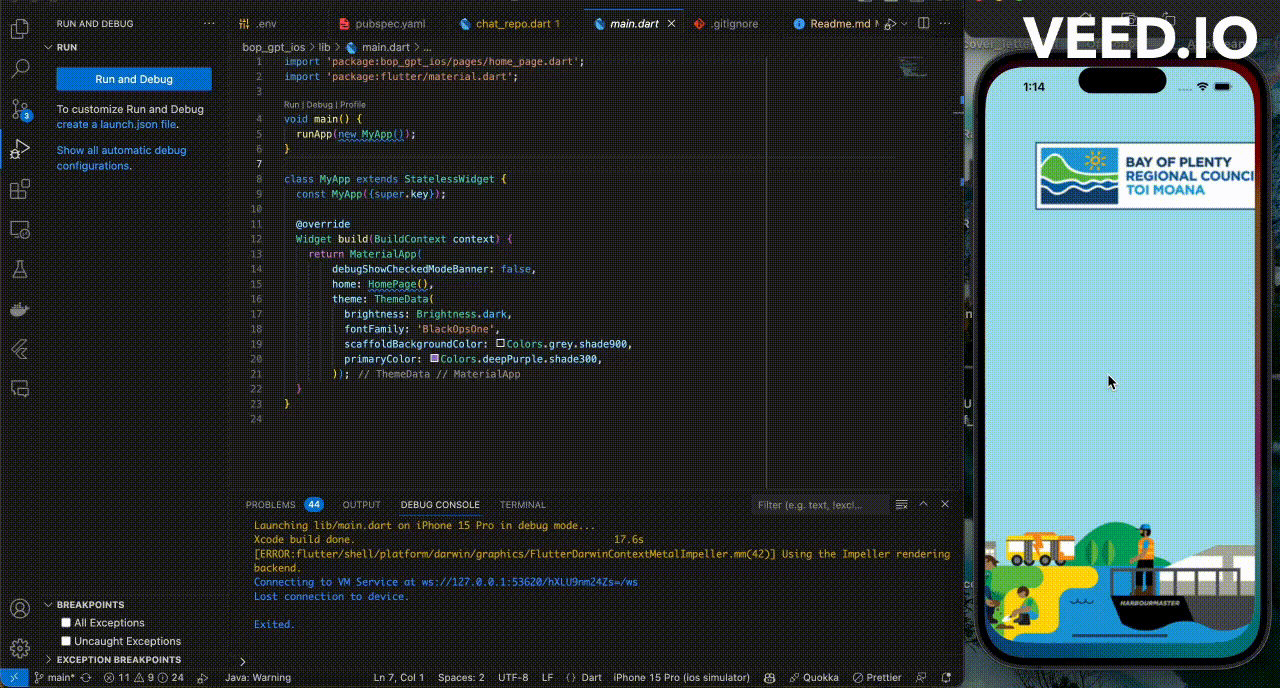 RUN AND DEBUG ···
RUN
Run and Debug
To customize Run and Debug
create a launch.json file.
Show all automatic debug
configurations.
3
BREAKPOINTS
All Exceptions
Uncaught Exceptions
EXCEPTION BREAKPOINTS
.env
pubspec.yaml
chat_repo.dart 1
main.dart
.gitignore
Readme.md
bop_gpt_ios > lib > main.dart > ...
1 import 'package:bop_gpt_ios/pages/home_page.dart';
2 import 'package:flutter/material.dart';
3
Run | Debug | Profile
4 void main() {
5 runApp(new MyApp());
6 }
7
8 class MyApp extends StatelessWidget {
9 const MyApp({super.key});
10
11 @override
12 Widget build(BuildContext context) {
13 return MaterialApp(
14 debugShowCheckedModeBanner: false,
15 home: HomePage(),
16 theme: ThemeData(
17 brightness: Brightness.dark,
18 fontFamily: 'BlackOpsOne',
19 scaffoldBackgroundColor: Colors.grey.shade900,
20 primaryColor: Colors.deepPurple.shade300,
21 )); // ThemeData // MaterialApp
22 }
23 }
24
PROBLEMS 44 OUTPUT DEBUG CONSOLE TERMINAL
Filter (e.g. text, !excl...
Launching lib/main.dart on iPhone 15 Pro in debug mode...
Xcode build done. 17.6s
[ERROR:flutter/shell/platform/darwin/graphics/FlutterDarwinContextMetalImpeller.mm(42)] Using the Impeller rendering
backend.
Connecting to VM Service at ws://127.0.0.1:53620/hXLU9nm24Zs=/ws
Lost connection to device.
Exited.
main* 11 9 24 Java: Warning Ln 7, Col 1 Spaces: 2 UTF-8 LF {} Dart iPhone 15 Pro (ios simulator) Quokka Prettier
VEED.IO
1:14
BAY OF PLENTY
REGIONAL COUNCI
TOI MOANA
HARBOURMASTER